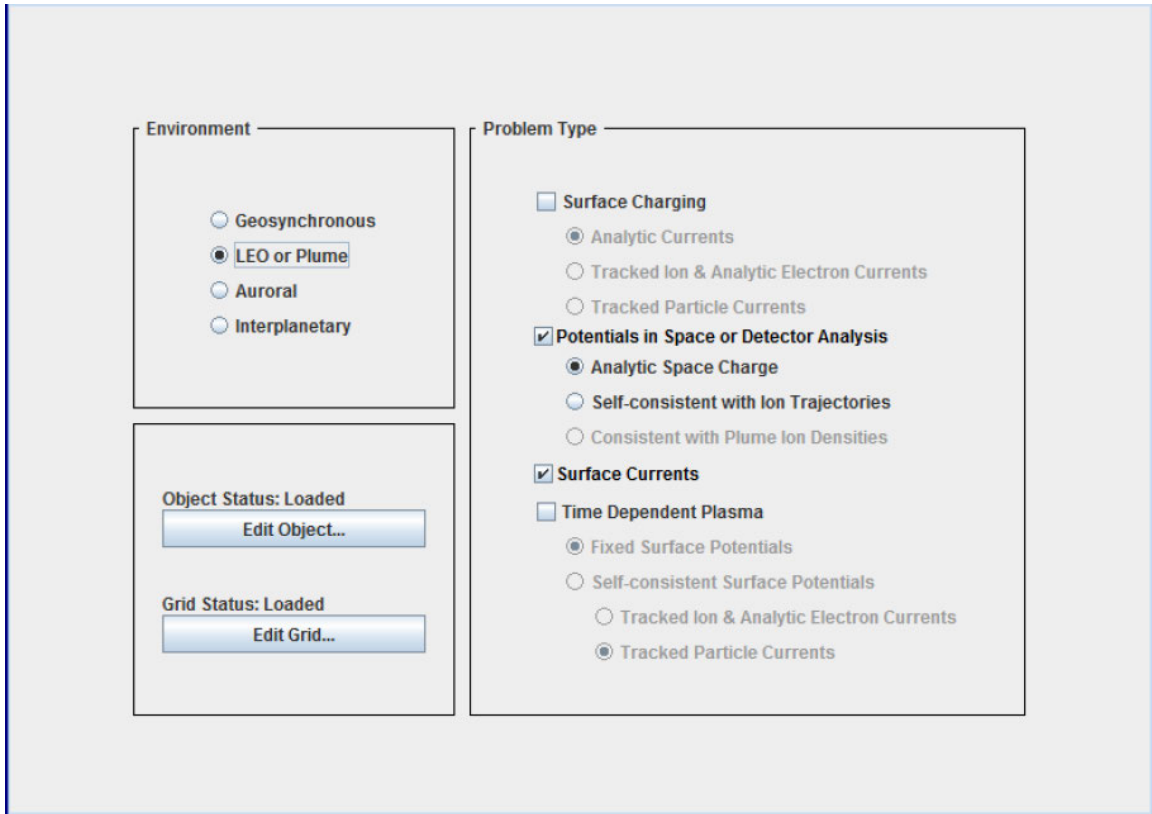 Environment
Geosynchronous
LEO or Plume
Auroral
Interplanetary
Object Status: Loaded
Edit Object...
Grid Status: Loaded
Edit Grid...
Problem Type
Surface Charging
Analytic Currents
Tracked Ion & Analytic Electron Currents
Tracked Particle Currents
Potentials in Space or Detector Analysis
Analytic Space Charge
Self-consistent with Ion Trajectories
Consistent with Plume Ion Densities
Surface Currents
Time Dependent Plasma
Fixed Surface Potentials
Self-consistent Surface Potentials
Tracked Ion & Analytic Electron Currents
Tracked Particle Currents